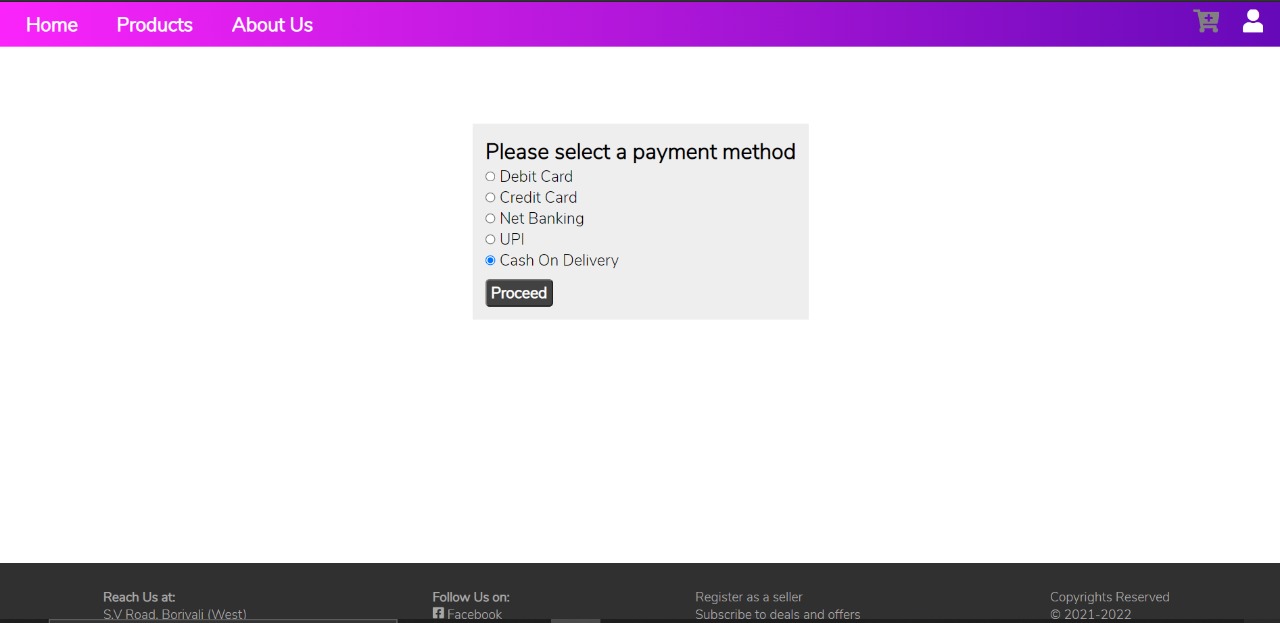 Home Products About Us
Please select a payment method
Debit Card
Credit Card
Net Banking
UPI
Cash On Delivery
Proceed
Reach Us at:
S.V Road, Borivali (West)
Follow Us on:
Facebook
Register as a seller
Subscribe to deals and offers
Copyrights Reserved
© 2021-2022